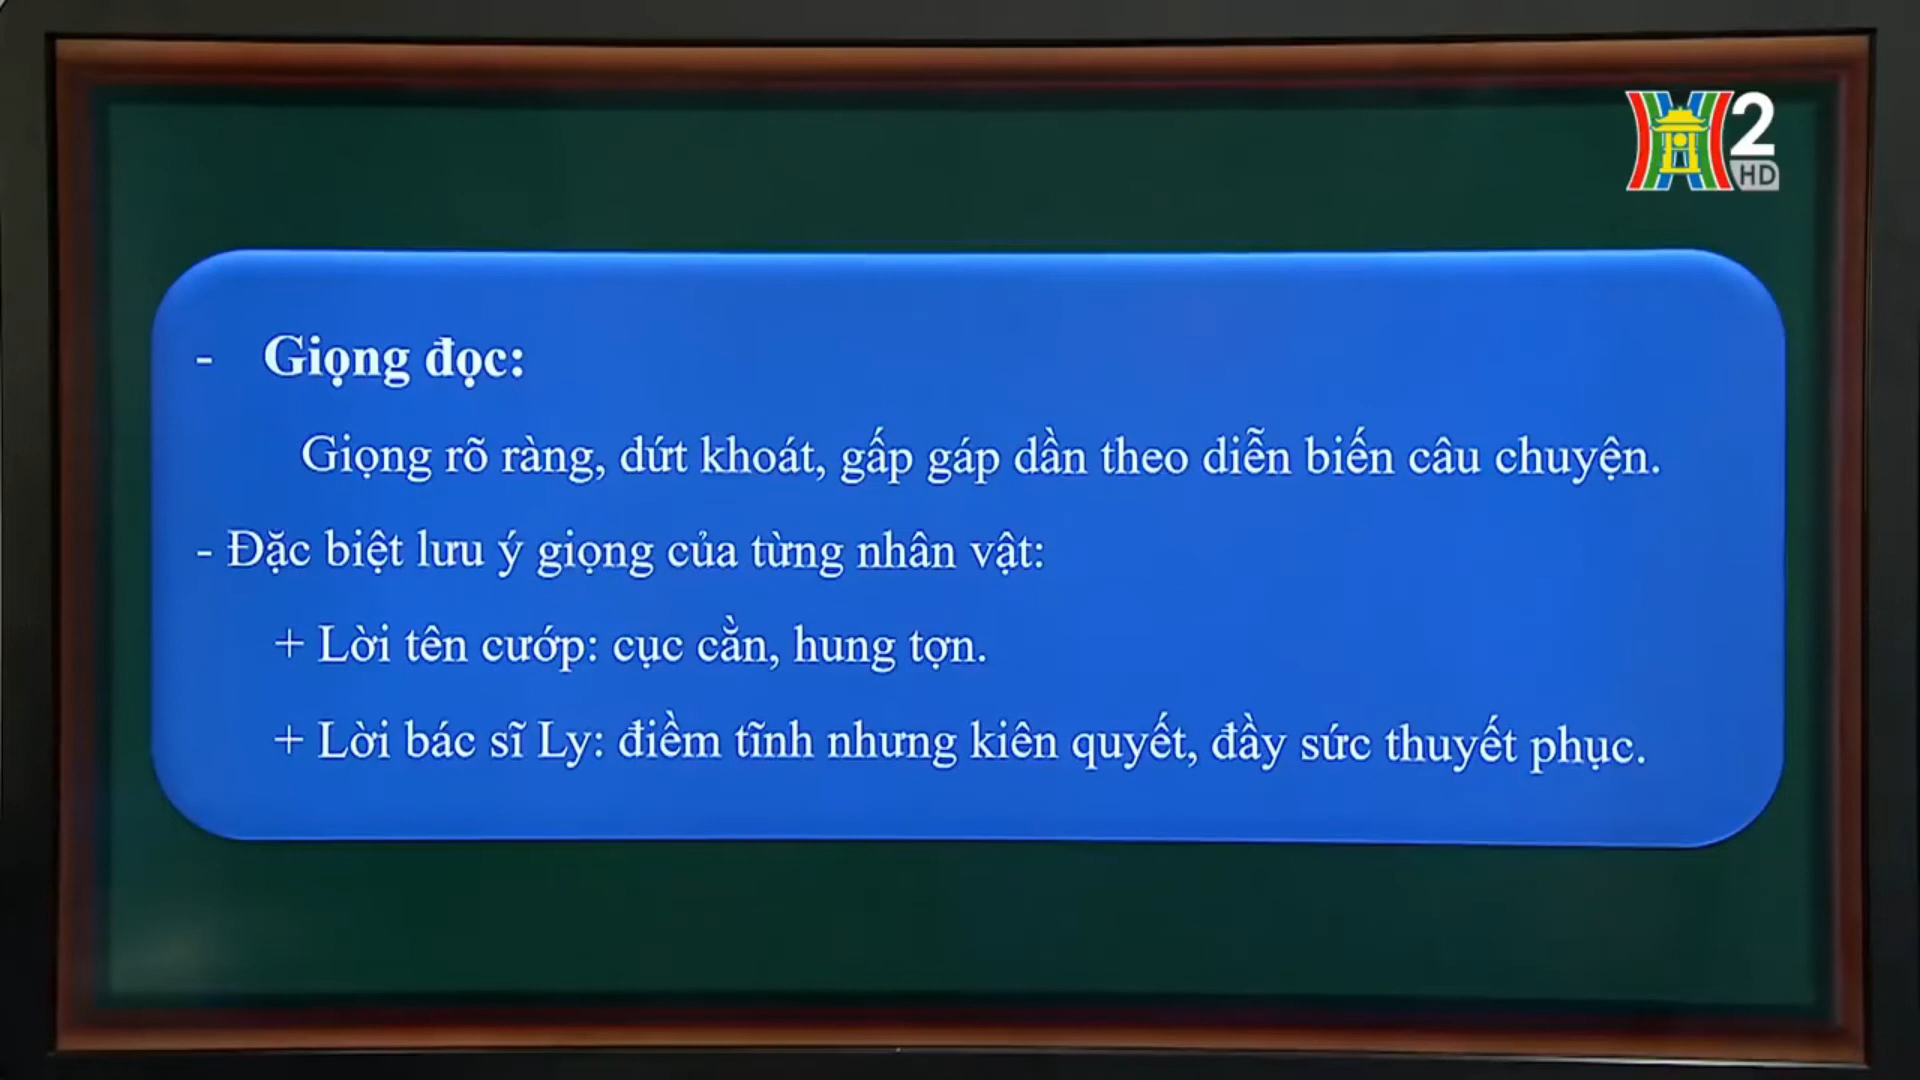 2
HD
- Giọng đọc:
Giọng rõ ràng, dứt khoát, gấp gáp dần theo diễn biến câu chuyện.
- Đặc biệt lưu ý giọng của từng nhân vật:
+ Lời tên cướp: cục cằn, hung tợn.
+ Lời bác sĩ Ly: điềm tĩnh nhưng kiên quyết, đầy sức thuyết phục.